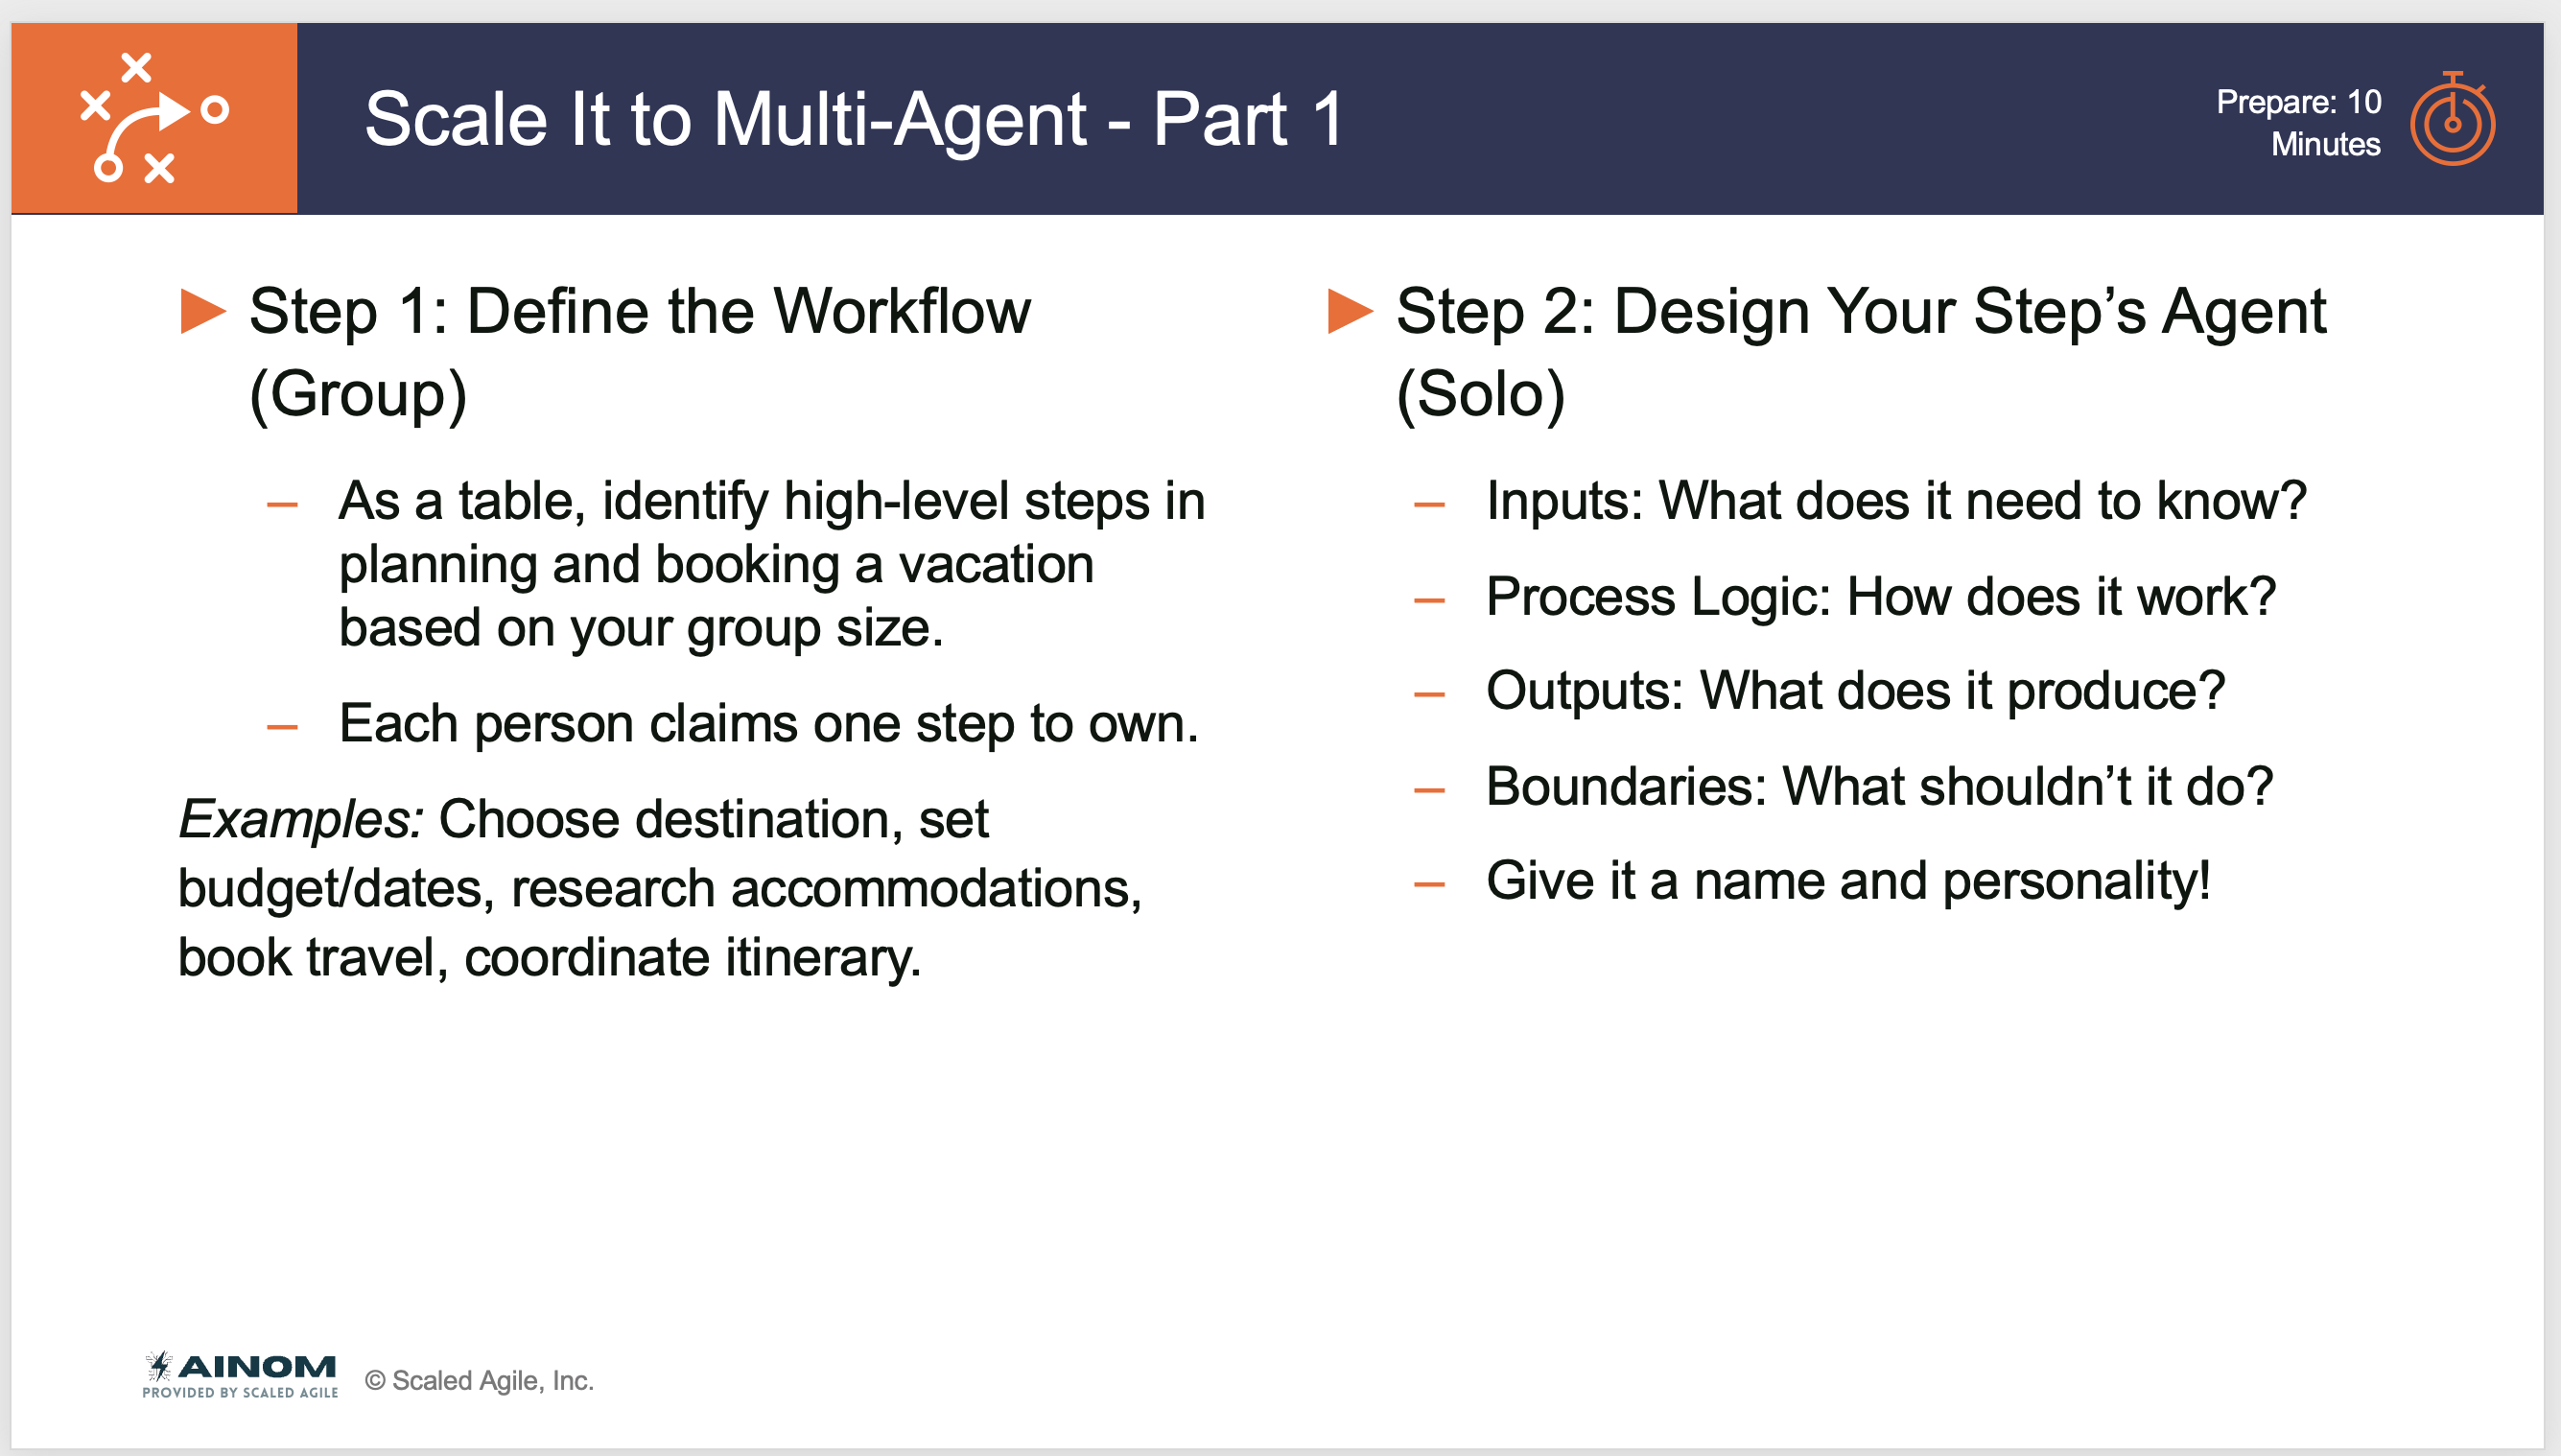 Scale It to Multi-Agent - Part 1
Prepare: 10
Minutes
Step 1: Define the Workflow
(Group)
– As a table, identify high-level steps in
planning and booking a vacation
based on your group size.
– Each person claims one step to own.
Examples: Choose destination, set
budget/dates, research accommodations,
book travel, coordinate itinerary.
Step 2: Design Your Step’s Agent
(Solo)
– Inputs: What does it need to know?
– Process Logic: How does it work?
– Outputs: What does it produce?
– Boundaries: What shouldn’t it do?
– Give it a name and personality!
AINOM
PROVIDED BY SCALED AGILE
© Scaled Agile, Inc.